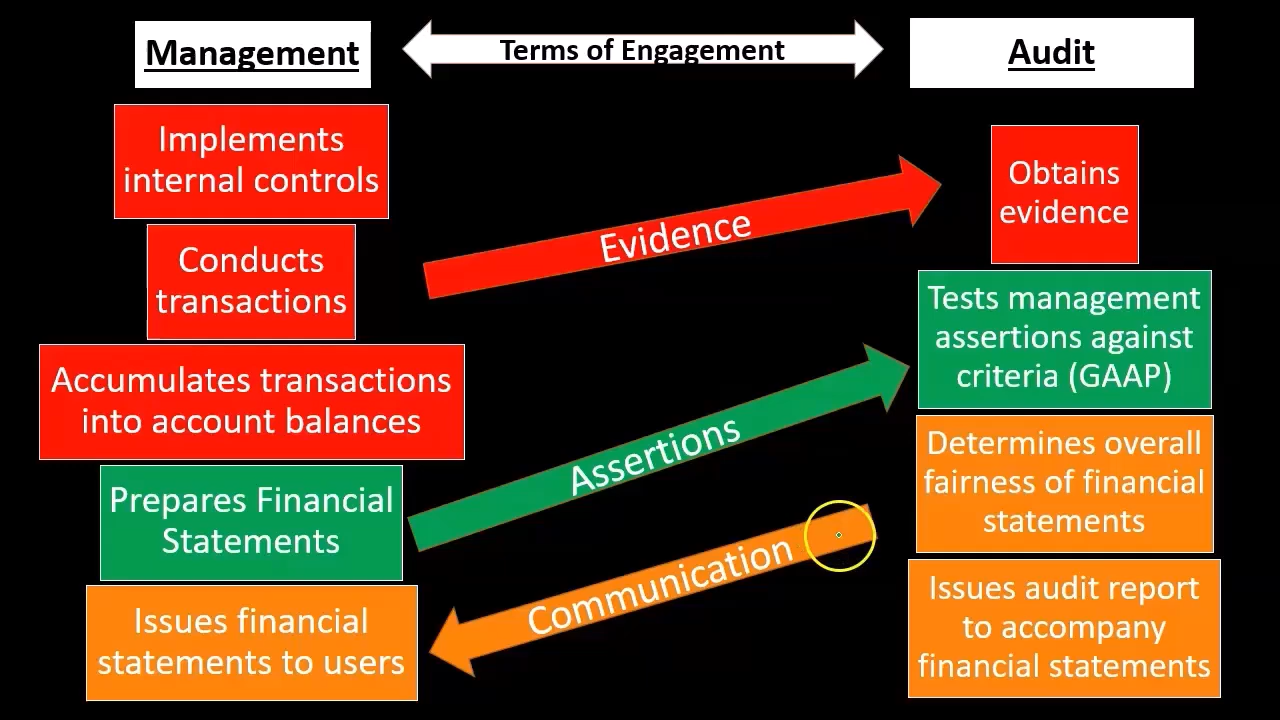 Management
Terms of Engagement
Audit
Implements
internal controls
Conducts
transactions
Accumulates transactions
into account balances
Prepares Financial
Statements
Issues financial
statements to users
Evidence
Assertions
Communication
Obtains
evidence
Tests management
assertions against
criteria (GAAP)
Determines overall
fairness of financial
statements
Issues audit report
to accompany
financial statements